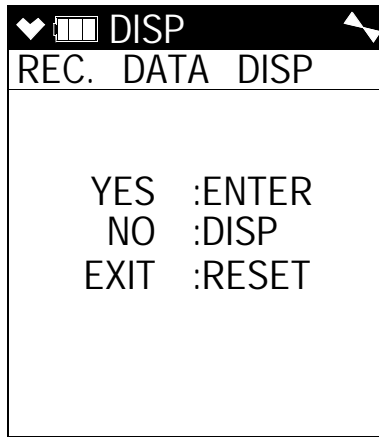 DISP
REC. DATA DISP
YES :ENTER
NO :DISP
EXIT :RESET